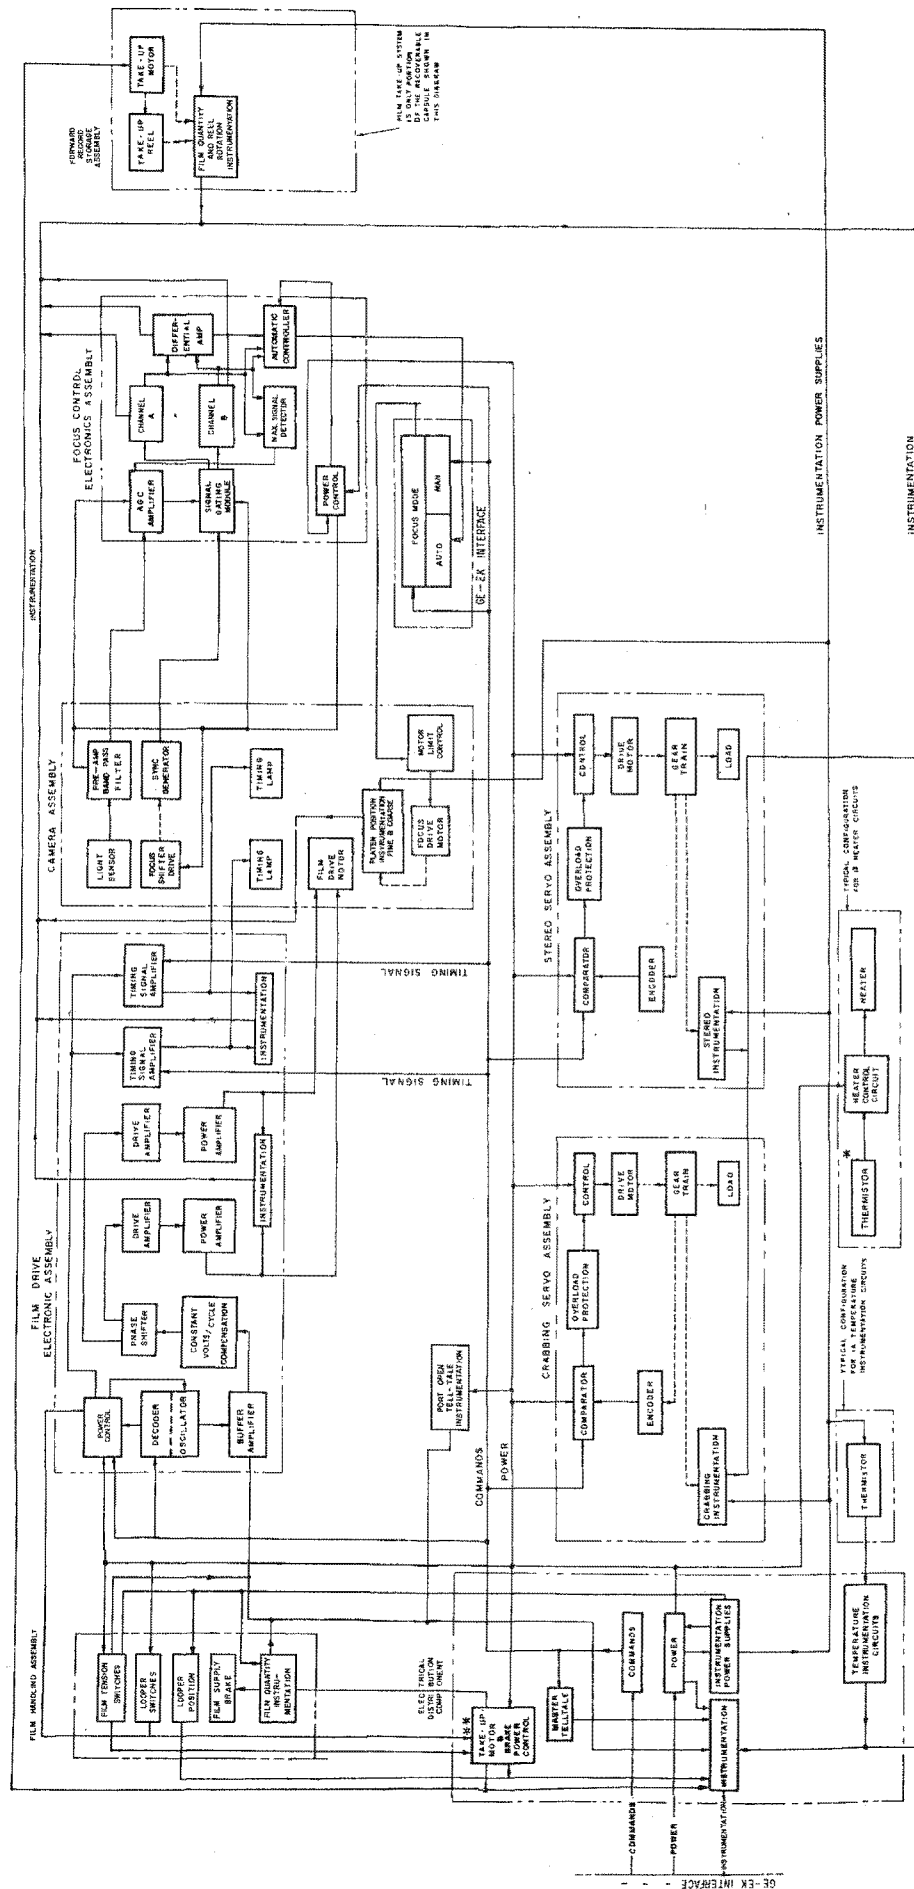 FORWARD
RECORD
STORAGE
ASSEMBLY
TAKE-UP
MOTOR
TAKE-UP
REEL
FILM QUANTITY
AND REEL
ROTATION
INSTRUMENTATION
FILM TAKE-UP SYSTEM
IS ONLY PORTION
OF THE RECOVERABLE
CAPSULE SHOWN IN
THIS DIAGRAM
INSTRUMENTATION
FOCUS CONTROL
ELECTRONICS ASSEMBLY
AGC
AMPLIFIER
SIGNAL
GATING
MODULE
CHANNEL
A
CHANNEL
B
DIFFER-
ENTIAL
AMP
MAX. SIGNAL
DETECTOR
AUTOMATIC
CONTROLLER
POWER
CONTROL
FOCUS MODE
AUTO
MAN
GE-EK INTERFACE
CAMERA ASSEMBLY
LIGHT
SENSOR
PRE-AMP
BAND PASS
FILTER
FOCUS
SHIFTER
DRIVE
SYNC
GENERATOR
TIMING
LAMP
TIMING
LAMP
FILM
DRIVE
MOTOR
PLATEN POSITION
INSTRUMENTATION
FINE & COARSE
MOTOR
LIMIT
CONTROL
FOCUS
DRIVE
MOTOR
FILM DRIVE
ELECTRONIC ASSEMBLY
POWER
CONTROL
DECODER
OSCILLATOR
BUFFER
AMPLIFIER
PHASE
SHIFTER
CONSTANT
VOLTS/CYCLE
COMPENSATION
DRIVE
AMPLIFIER
POWER
AMPLIFIER
DRIVE
AMPLIFIER
POWER
AMPLIFIER
INSTRUMENTATION
TIMING
SIGNAL
AMPLIFIER
TIMING
SIGNAL
AMPLIFIER
INSTRUMENTATION
TIMING SIGNAL
TIMING SIGNAL
PORT OPEN
TELL-TALE
INSTRUMENTATION
COMMANDS
POWER
STEREO SERVO ASSEMBLY
COMPARATOR
OVERLOAD
PROTECTION
CONTROL
DRIVE
MOTOR
GEAR
TRAIN
LOAD
ENCODER
STEREO
INSTRUMENTATION
CRABBING SERVO ASSEMBLY
COMPARATOR
OVERLOAD
PROTECTION
CONTROL
DRIVE
MOTOR
GEAR
TRAIN
LOAD
ENCODER
CRABBING
INSTRUMENTATION
INSTRUMENTATION POWER SUPPLIES
INSTRUMENTATION
TYPICAL CONFIGURATION
FOR 13 HEATER CIRCUITS
THERMISTOR
*
HEATER
CONTROL
CIRCUIT
HEATER
TYPICAL CONFIGURATION
FOR 14 TEMPERATURE
INSTRUMENTATION CIRCUITS
THERMISTOR
FILM HANDLING ASSEMBLY
FILM TENSION
SWITCHES
LOOPER
SWITCHES
LOOPER
POSITION
FILM SUPPLY
BRAKE
FILM QUANTITY
INSTRU-
MENTATION
ELECTRICAL
DISTRIBUTION
COMPONENT
**
TAKE-UP
MOTOR
&
BRAKE
POWER
CONTROL
MASTER
TELLTALE
COMMANDS
POWER
INSTRUMENTATION
POWER SUPPLIES
INSTRUMENTATION
TEMPERATURE
INSTRUMENTATION
CIRCUITS
COMMANDS
POWER
INSTRUMENTATION
GE-EK INTERFACE